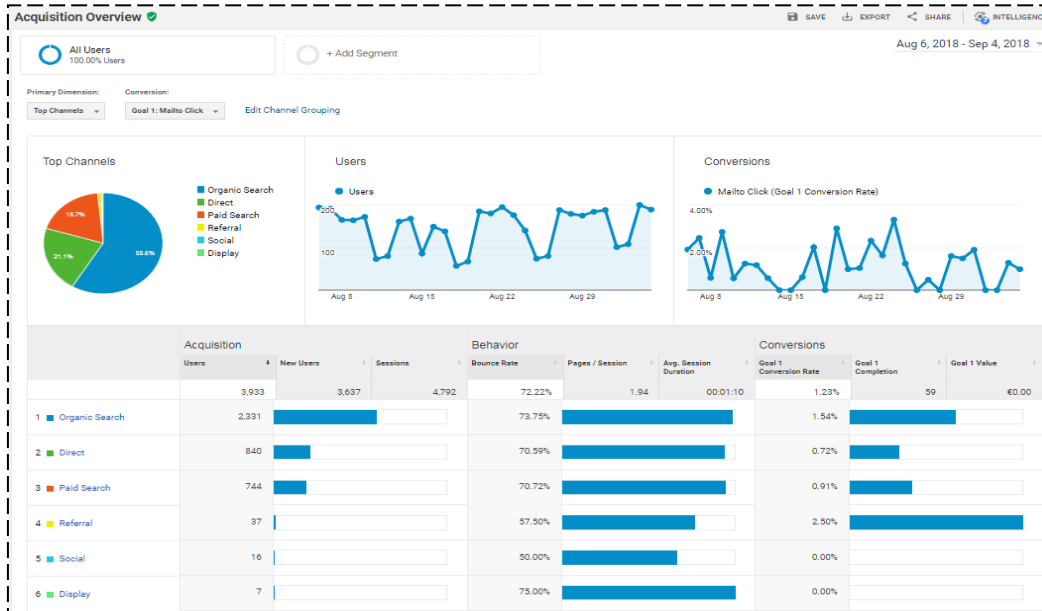 Acquisition Overview
SAVE EXPORT SHARE INTELLIGENC
All Users
100.00% Users
+ Add Segment
Aug 6, 2018 - Sep 4, 2018
Primary Dimension: Conversion:
Top Channels Goal 1: Mailto Click Edit Channel Grouping
Top Channels
Organic Search
Direct
Paid Search
Referral
Social
Display
18.7%
21.1%
58.6%
Users
Users
200
100
Aug 8 Aug 15 Aug 22 Aug 29
Conversions
Mailto Click (Goal 1 Conversion Rate)
4.00%
2.00%
Aug 8 Aug 15 Aug 22 Aug 29
Acquisition Behavior Conversions
Users New Users Sessions Bounce Rate Pages / Session Avg. Session Duration Goal 1 Conversion Rate Goal 1 Completion Goal 1 Value
3,933 3,637 4,792 72.22% 1.94 00:01:10 1.23% 59 €0.00
1 Organic Search 2,331 73.75% 1.54%
2 Direct 840 70.59% 0.72%
3 Paid Search 744 70.72% 0.91%
4 Referral 37 57.50% 2.50%
5 Social 16 50.00% 0.00%
6 Display 7 75.00% 0.00%